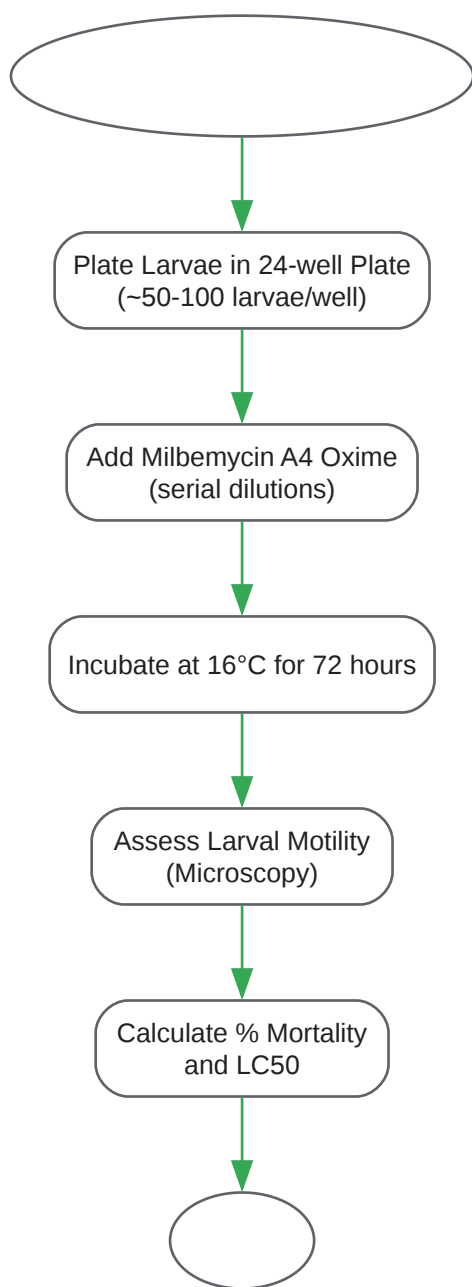 Plate Larvae in 24-well Plate
(~50-100 larvae/well)
Add Milbemycin A4 Oxime
(serial dilutions)
Incubate at 16°C for 72 hours
Assess Larval Motility
(Microscopy)
Calculate % Mortality
and LC50